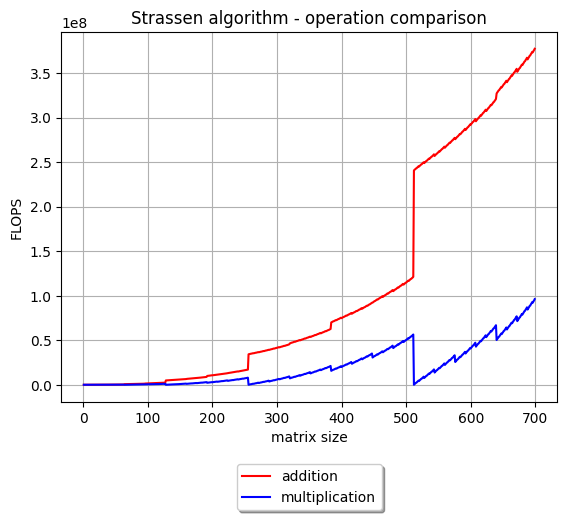 Strassen algorithm - operation comparison
1e8
3.5
3.0
2.5
2.0
1.5
1.0
0.5
0.0
FLOPS
0 100 200 300 400 500 600 700
matrix size
addition
multiplication